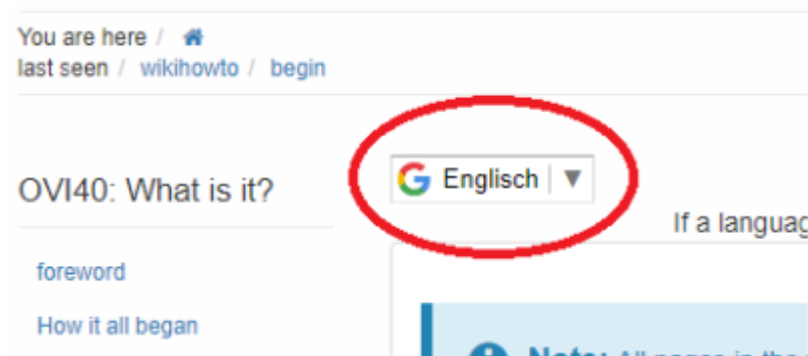 You are here /
last seen / wikihowto / begin
OVI40: What is it?
G Englisch | ▼
If a languag
foreword
How it all began
Note: All pages in the